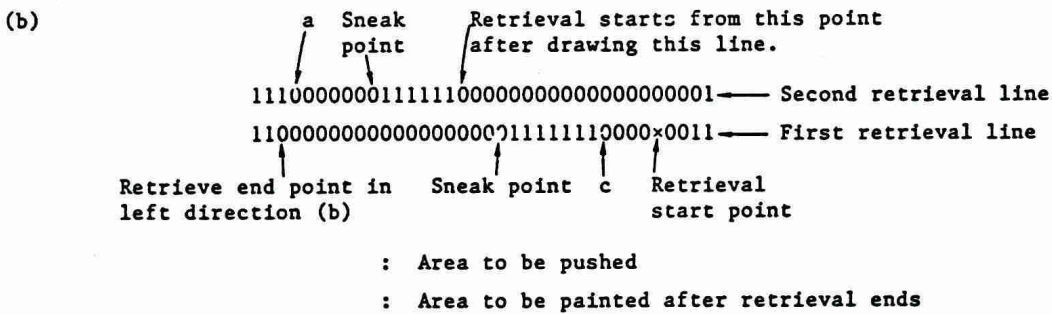 (b)
a Sneak point
Retrieval starts from this point
after drawing this line.
1110000000011111110000000000000000000001 Second retrieval line
11000000000000000000001111111100000×0011 First retrieval line
Retrieve end point in
left direction (b)
Sneak point
c
Retrieval
start point
: Area to be pushed
: Area to be painted after retrieval ends